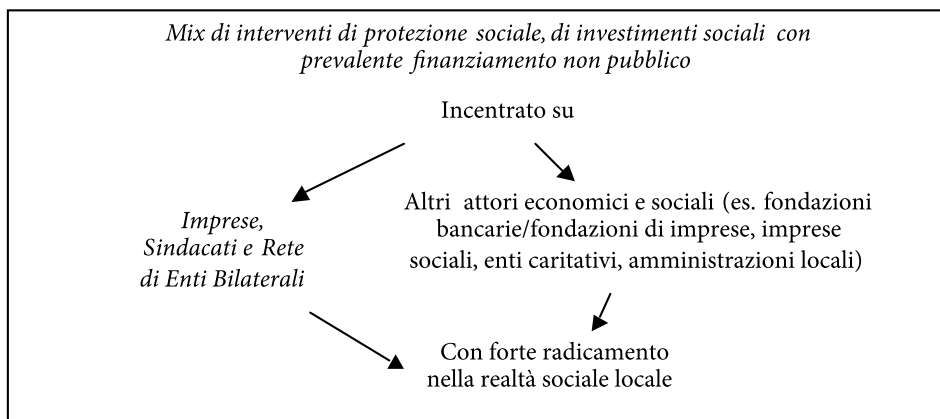 Mix di interventi di protezione sociale, di investimenti sociali con
prevalente finanziamento non pubblico
Incentrato su
Imprese,
Sindacati e Rete
di Enti Bilaterali
Altri attori economici e sociali (es. fondazioni
bancarie/fondazioni di imprese, imprese
sociali, enti caritativi, amministrazioni locali)
Con forte radicamento
nella realtà sociale locale